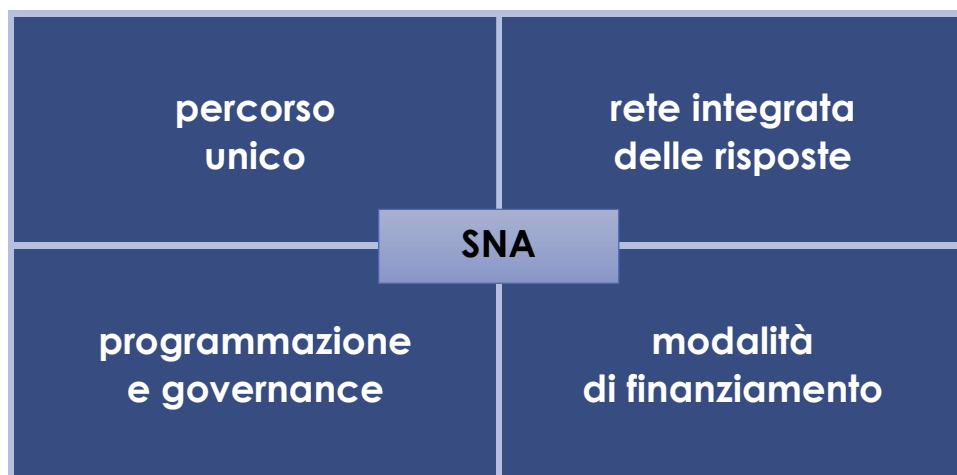 percorso
unico
rete integrata
delle risposte
SNA
programmazione
e governance
modalità
di finanziamento